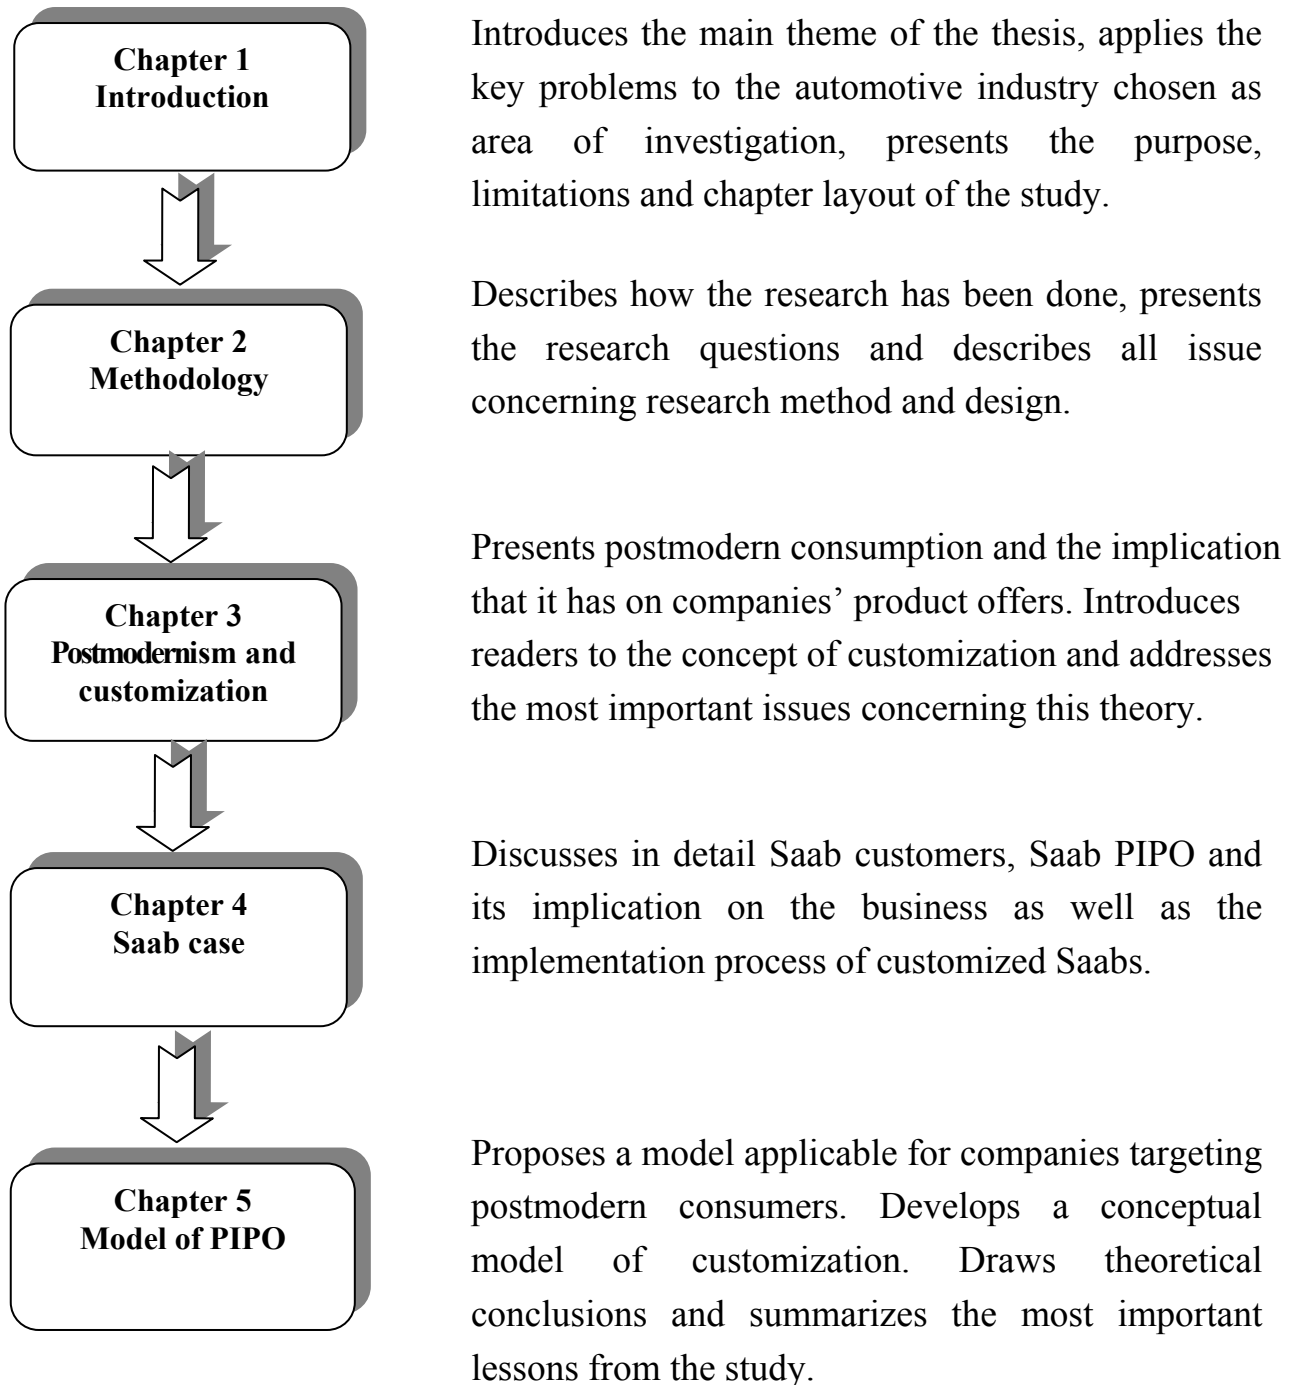 Chapter 1
Introduction
Introduces the main theme of the thesis, applies the
key problems to the automotive industry chosen as
area of investigation, presents the purpose,
limitations and chapter layout of the study.
Chapter 2
Methodology
Describes how the research has been done, presents
the research questions and describes all issue
concerning research method and design.
Chapter 3
Postmodernism and
customization
Presents postmodern consumption and the implication
that it has on companies’ product offers. Introduces
readers to the concept of customization and addresses
the most important issues concerning this theory.
Chapter 4
Saab case
Discusses in detail Saab customers, Saab PIPO and
its implication on the business as well as the
implementation process of customized Saabs.
Chapter 5
Model of PIPO
Proposes a model applicable for companies targeting
postmodern consumers. Develops a conceptual
model of customization. Draws theoretical
conclusions and summarizes the most important
lessons from the study.